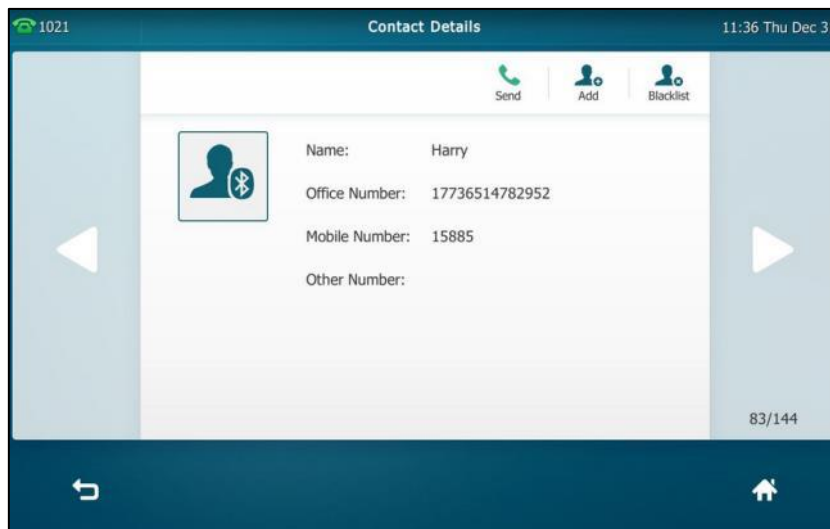 1021 Contact Details 11:36 Thu Dec 3
Send Add Blacklist
Name: Harry
Office Number: 17736514782952
Mobile Number: 15885
Other Number:
83/144